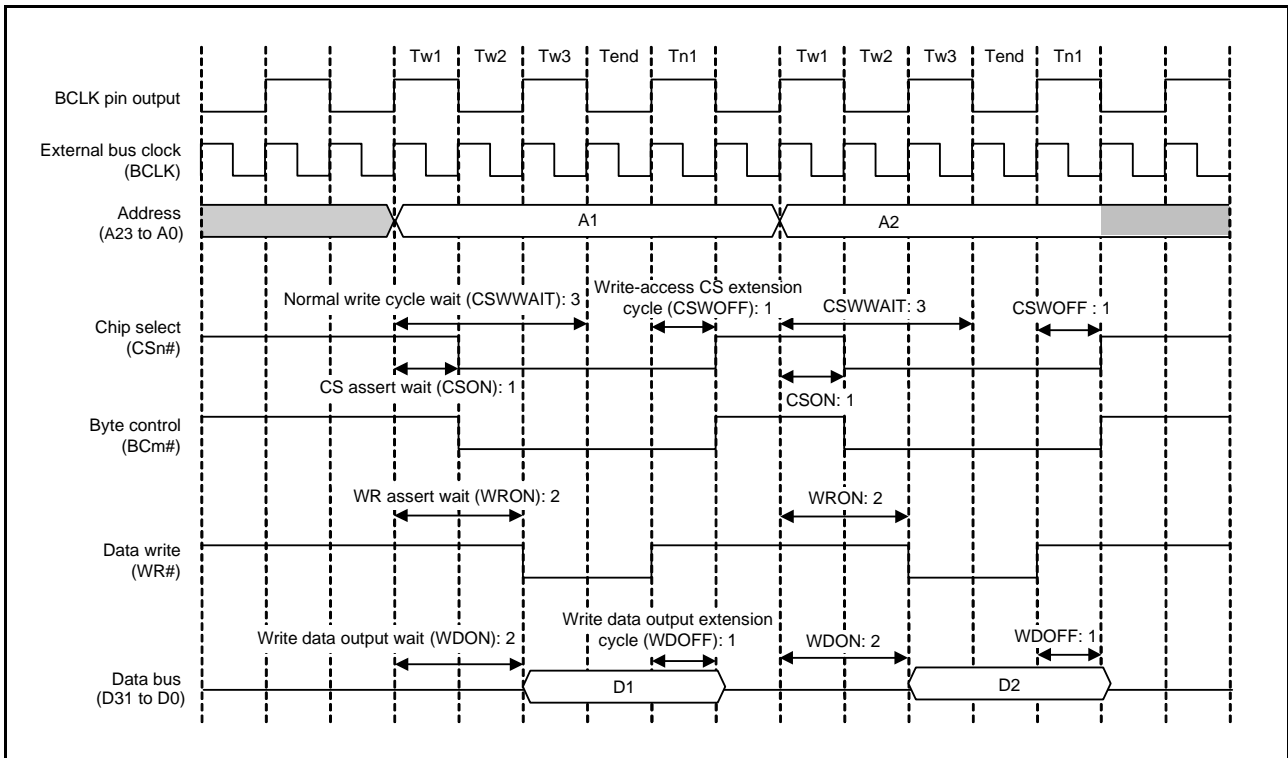 Tw1 Tw2 Tw3 Tend Tn1 Tw1 Tw2 Tw3 Tend Tn1
BCLK pin output
External bus clock
(BCLK)
Address
(A23 to A0)
A1 A2
Normal write cycle wait (CSWWAIT): 3
Write-access CS extension
cycle (CSWOFF): 1
CSWWAIT: 3
CSWOFF : 1
Chip select
(CSn#)
CS assert wait (CSON): 1
CSON: 1
Byte control
(BCm#)
WR assert wait (WRON): 2
WRON: 2
Data write
(WR#)
Write data output wait (WDON): 2
Write data output extension
cycle (WDOFF): 1
WDON: 2
WDOFF: 1
Data bus
(D31 to D0)
D1 D2